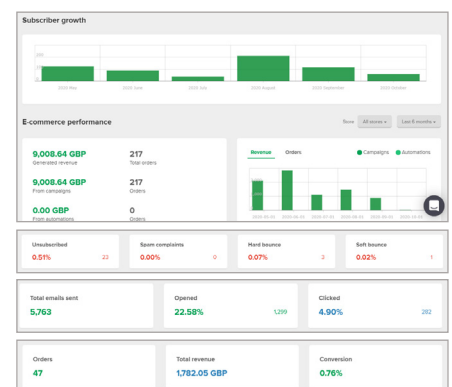 Subscriber growth
0
2020 May 2020 June 2020 July 2020 August 2020 September 2020 October
E-commerce performance
Store All stores Last 6 months
9,008.64 GBP 217
Generated revenue Total orders
9,008.64 GBP 217
From campaigns Orders
0.00 GBP 0
From automations Orders
Revenue Orders Campaigns Automations
Unsubscribed Spam complaints Hard bounce Soft bounce
0.51% 23 0.00% 0 0.07% 3 0.02% 1
Total emails sent Opened Clicked
5,763 22.58% 1,299 4.90% 282
Orders Total revenue Conversion
47 1,782.05 GBP 0.76%